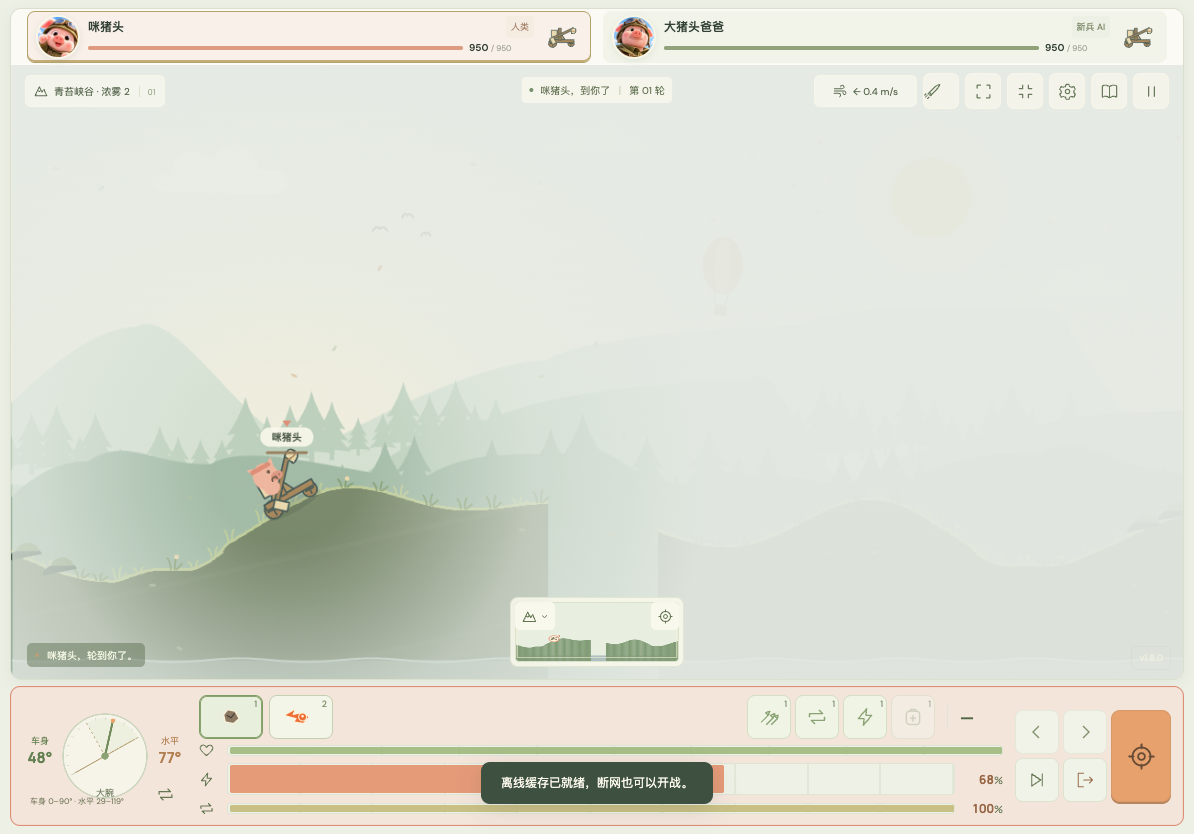 咪猪头
人类
950 / 950
大猪头爸爸
新兵 AI
950 / 950
青苔峡谷 · 浓雾 2 | 01
咪猪头，到你了 | 第 01 轮
← 0.4 m/s
咪猪头
咪猪头，轮到你了。
v1.6.0
车身
48°
水平
77°
大腕
车身 0–90° · 水平 29–119°
1
2
1
1
1
1
68%
100%
离线缓存已就绪，断网也可以开战。